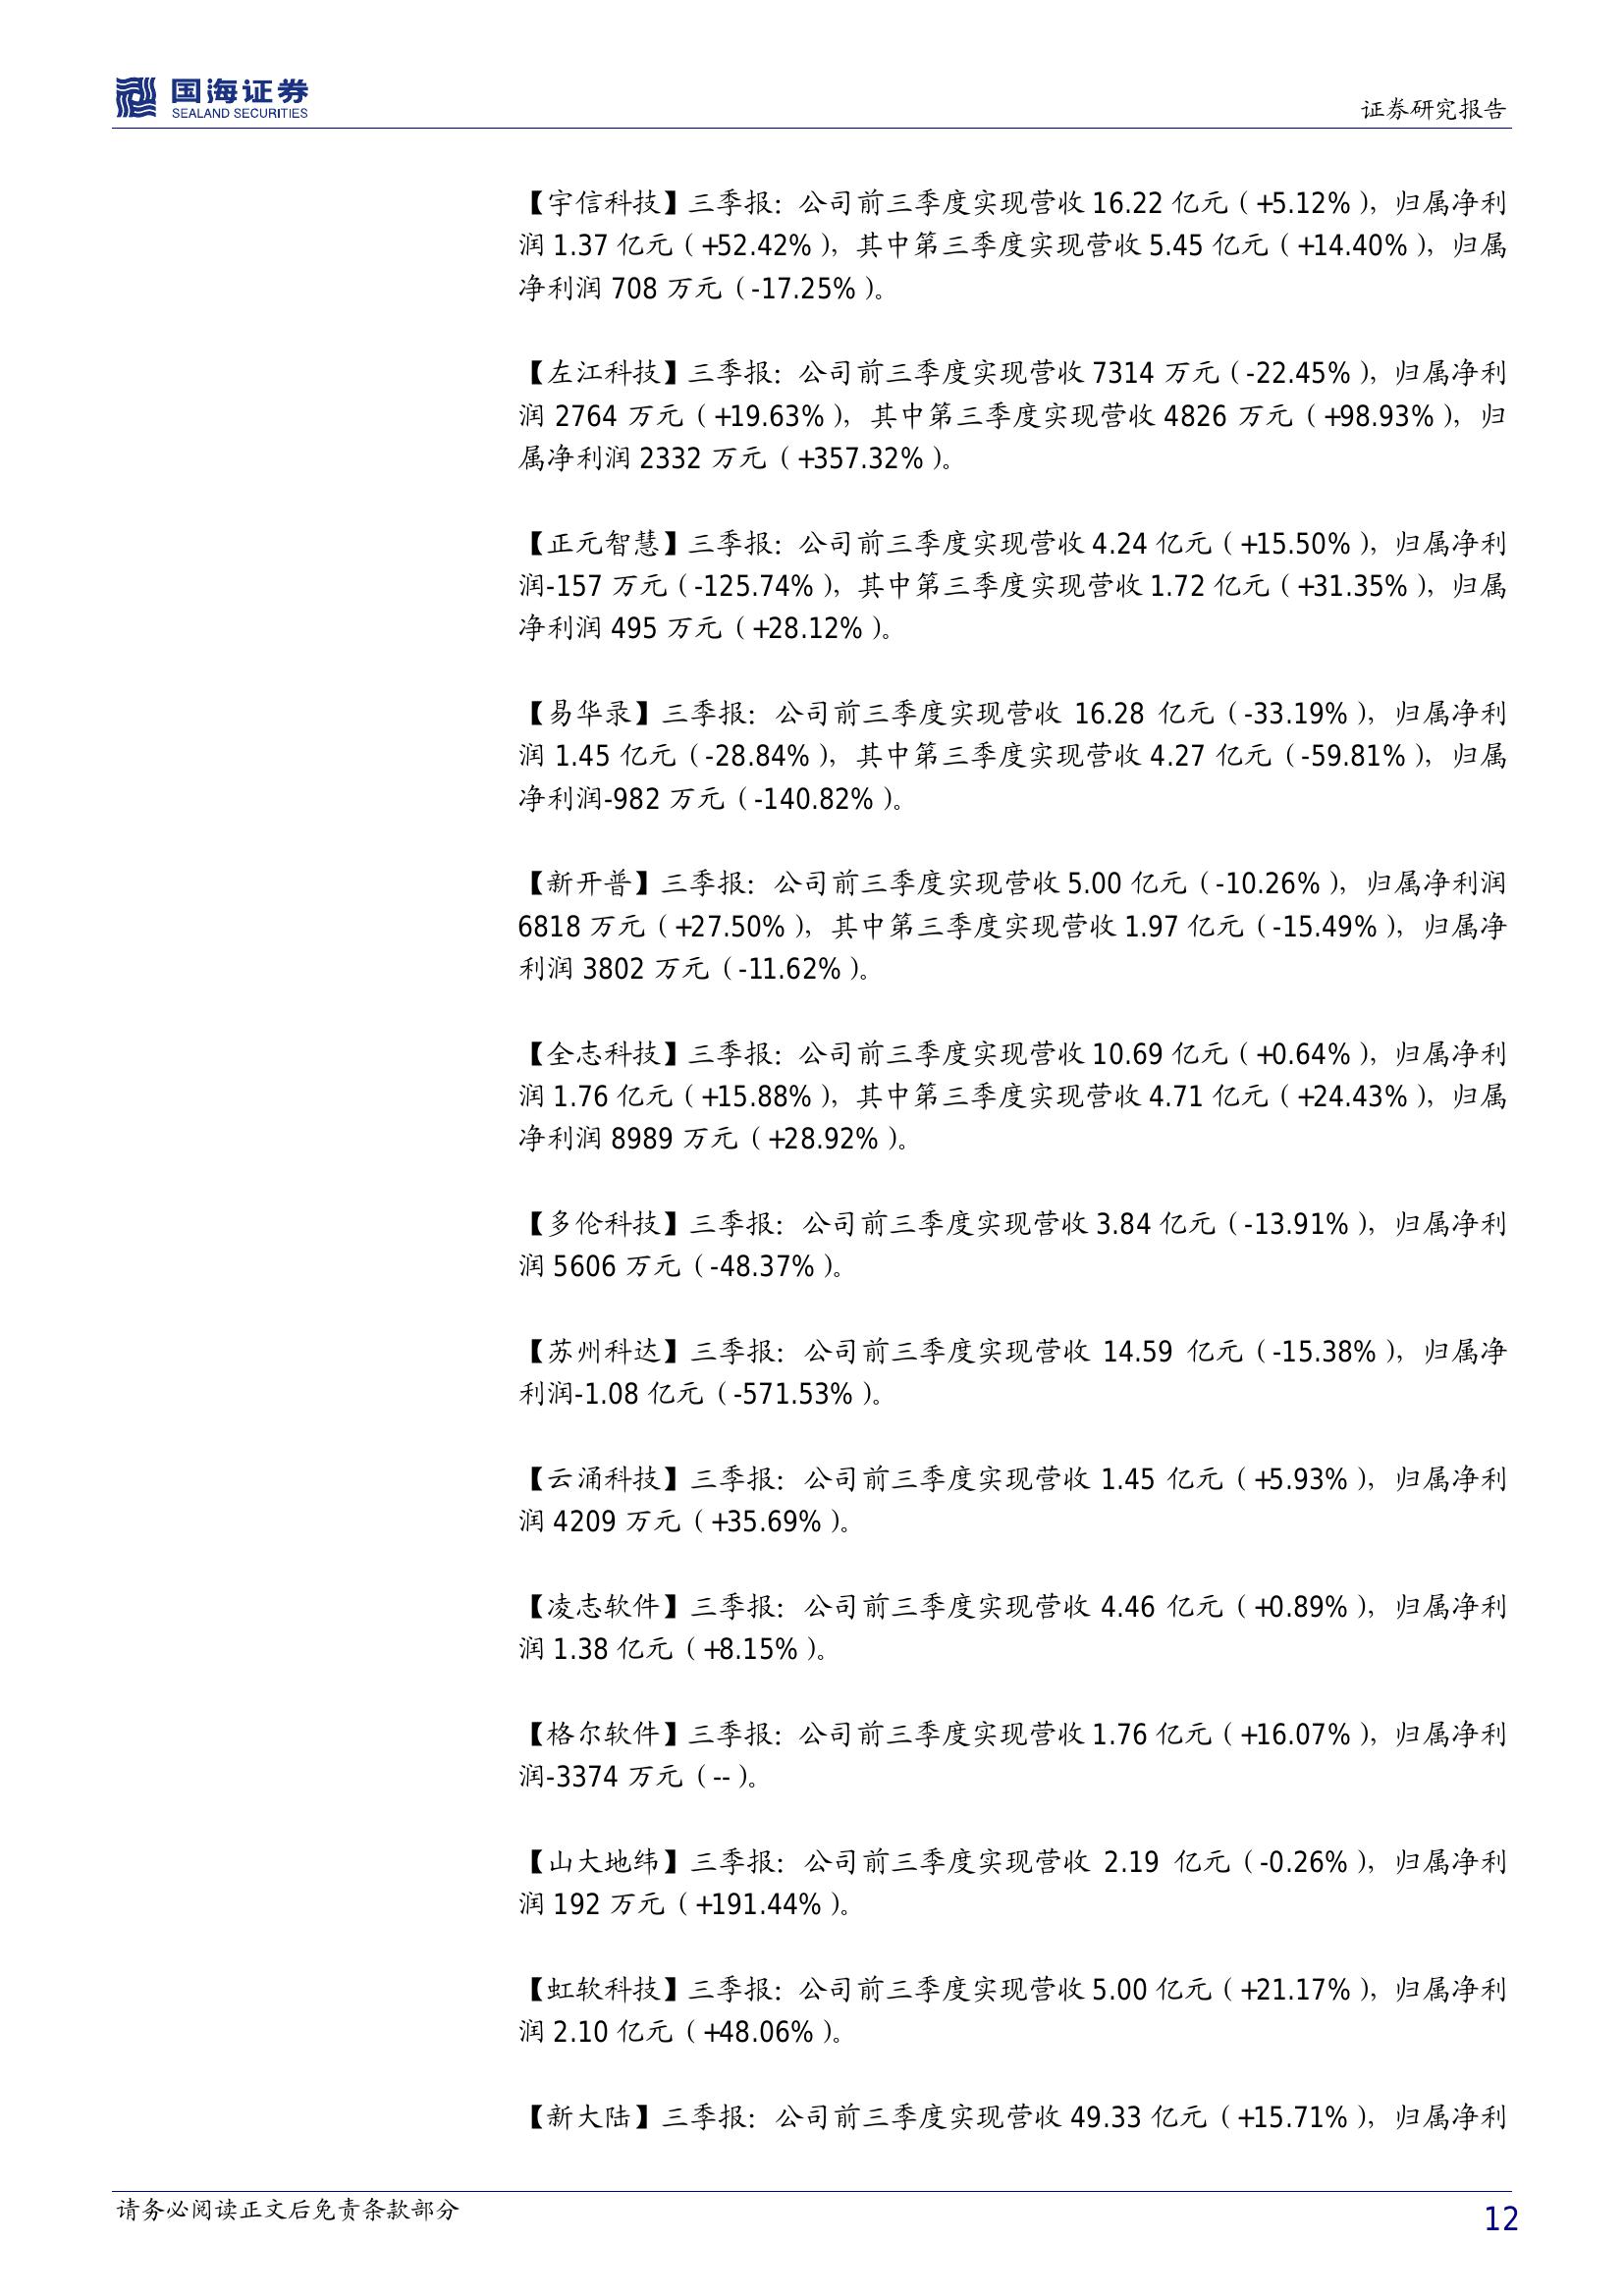 国海证券
SEALAND SECURITIES
证券研究报告
【宇信科技】三季报：公司前三季度实现营收 16.22 亿元（+5.12%），归属净利
润 1.37 亿元（+52.42%），其中第三季度实现营收 5.45 亿元（+14.40%），归属
净利润 708 万元（-17.25%）。
【左江科技】三季报：公司前三季度实现营收 7314 万元（-22.45%），归属净利
润 2764 万元（+19.63%），其中第三季度实现营收 4826 万元（+98.93%），归
属净利润 2332 万元（+357.32%）。
【正元智慧】三季报：公司前三季度实现营收 4.24 亿元（+15.50%），归属净利
润-157 万元（-125.74%），其中第三季度实现营收 1.72 亿元（+31.35%），归属
净利润 495 万元（+28.12%）。
【易华录】三季报：公司前三季度实现营收 16.28 亿元（-33.19%），归属净利
润 1.45 亿元（-28.84%），其中第三季度实现营收 4.27 亿元（-59.81%），归属
净利润-982 万元（-140.82%）。
【新开普】三季报：公司前三季度实现营收 5.00 亿元（-10.26%），归属净利润
6818 万元（+27.50%），其中第三季度实现营收 1.97 亿元（-15.49%），归属净
利润 3802 万元（-11.62%）。
【全志科技】三季报：公司前三季度实现营收 10.69 亿元（+0.64%），归属净利
润 1.76 亿元（+15.88%），其中第三季度实现营收 4.71 亿元（+24.43%），归属
净利润 8989 万元（+28.92%）。
【多伦科技】三季报：公司前三季度实现营收 3.84 亿元（-13.91%），归属净利
润 5606 万元（-48.37%）。
【苏州科达】三季报：公司前三季度实现营收 14.59 亿元（-15.38%），归属净
利润-1.08 亿元（-571.53%）。
【云涌科技】三季报：公司前三季度实现营收 1.45 亿元（+5.93%），归属净利
润 4209 万元（+35.69%）。
【凌志软件】三季报：公司前三季度实现营收 4.46 亿元（+0.89%），归属净利
润 1.38 亿元（+8.15%）。
【格尔软件】三季报：公司前三季度实现营收 1.76 亿元（+16.07%），归属净利
润-3374 万元（--）。
【山大地纬】三季报：公司前三季度实现营收 2.19 亿元（-0.26%），归属净利
润 192 万元（+191.44%）。
【虹软科技】三季报：公司前三季度实现营收 5.00 亿元（+21.17%），归属净利
润 2.10 亿元（+48.06%）。
【新大陆】三季报：公司前三季度实现营收 49.33 亿元（+15.71%），归属净利
请务必阅读正文后免责条款部分
12